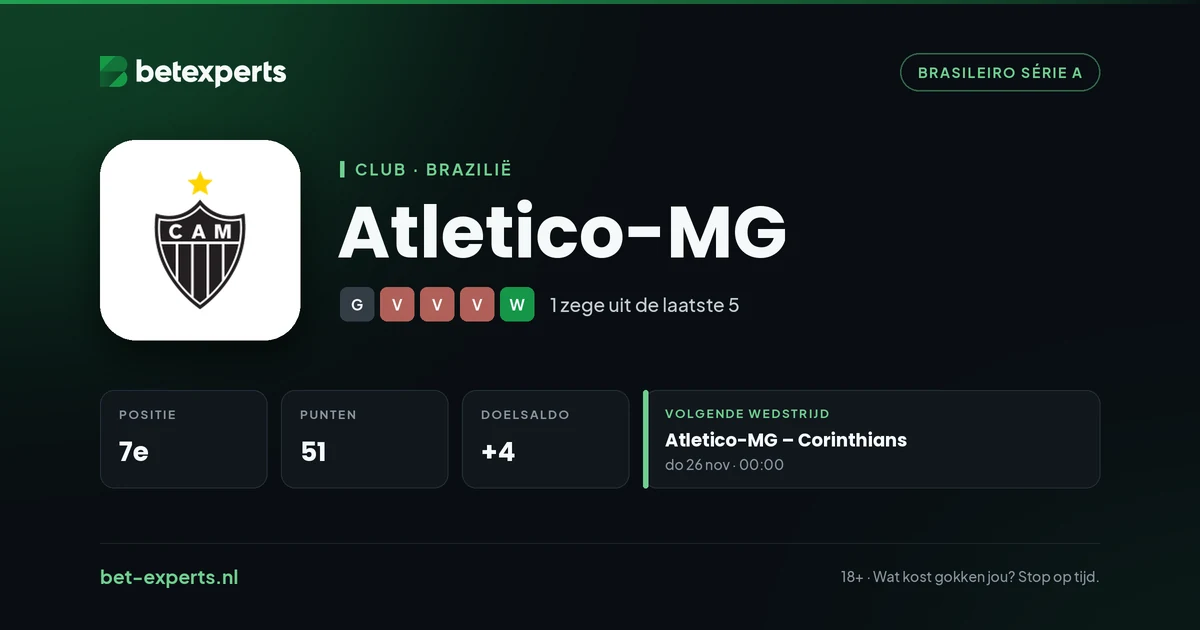 betexperts
BRASILEIRO SÉRIE A
CAM
CLUB · BRAZILIË
Atletico-MG
G V V V W 1 zege uit de laatste 5
POSITIE
7e
PUNTEN
51
DOELSALDO
+4
VOLGENDE WEDSTRIJD
Atletico-MG – Corinthians
do 26 nov · 00:00
bet-experts.nl
18+ · Wat kost gokken jou? Stop op tijd.